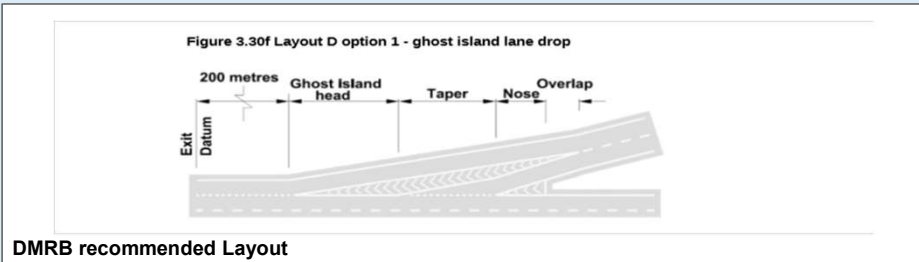 Figure 3.30f Layout D option 1 - ghost island lane drop
200 metres
Ghost Island
head
Taper
Nose
Overlap
Exit
Datum
DMRB recommended Layout